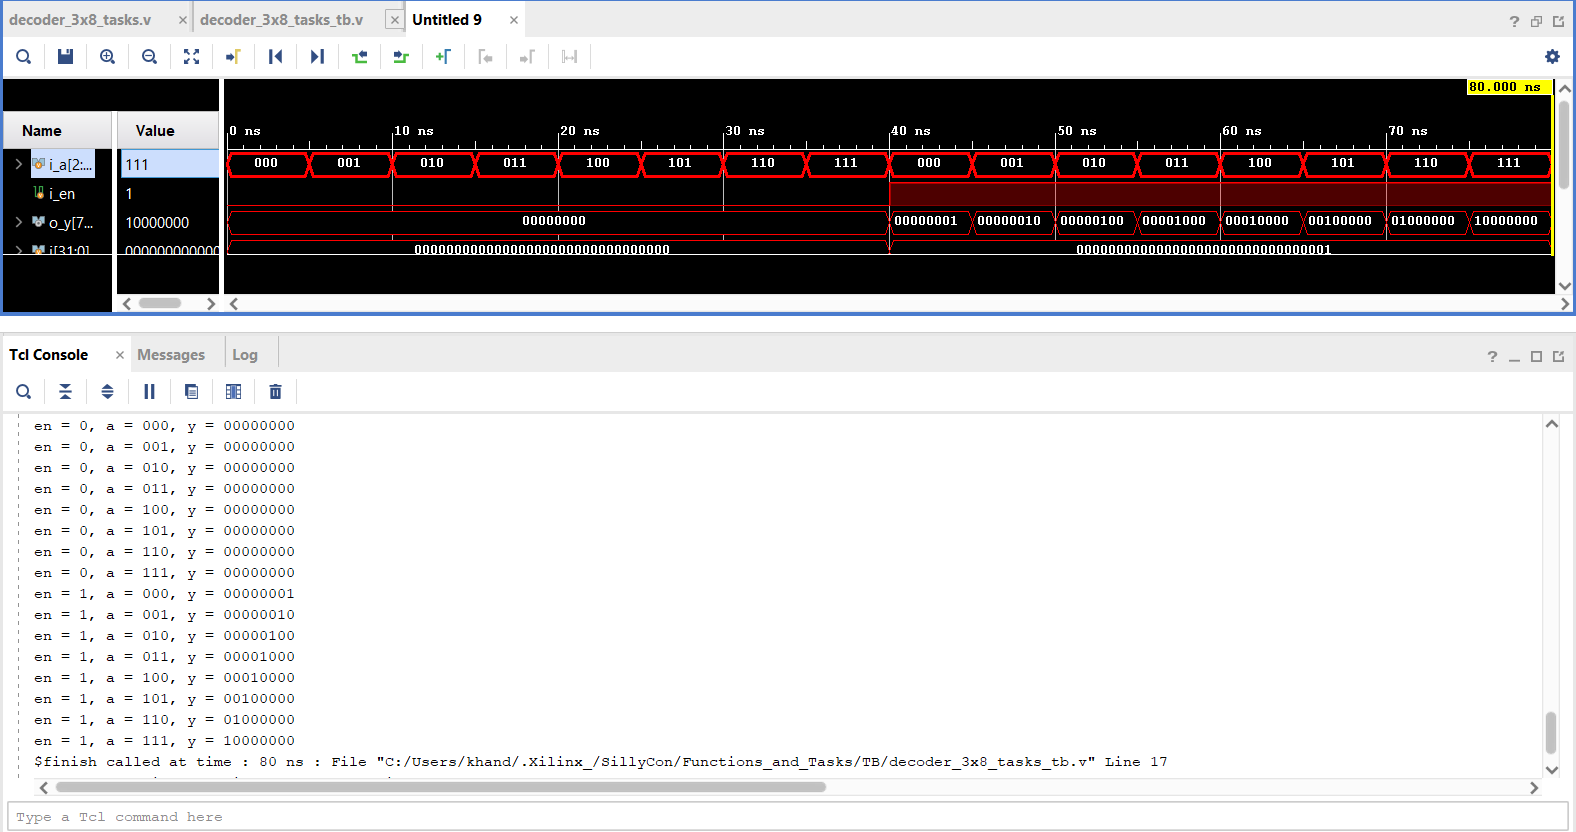 decoder_3x8_tasks.v × decoder_3x8_tasks_tb.v × Untitled 9 ×
80.000 ns
Name Value
0 ns 10 ns 20 ns 30 ns 40 ns 50 ns 60 ns 70 ns
i_a[2:... 111 000 001 010 011 100 101 110 111 000 001 010 011 100 101 110 111
i_en 1
o_y[7... 10000000 00000000 00000001 00000010 00000100 00001000 00010000 00100000 01000000 10000000
i[31:0] 000000000000 00000000000000000000000000000000 00000000000000000000000000000001
Tcl Console × Messages Log
en = 0, a = 000, y = 00000000
en = 0, a = 001, y = 00000000
en = 0, a = 010, y = 00000000
en = 0, a = 011, y = 00000000
en = 0, a = 100, y = 00000000
en = 0, a = 101, y = 00000000
en = 0, a = 110, y = 00000000
en = 0, a = 111, y = 00000000
en = 1, a = 000, y = 00000001
en = 1, a = 001, y = 00000010
en = 1, a = 010, y = 00000100
en = 1, a = 011, y = 00001000
en = 1, a = 100, y = 00010000
en = 1, a = 101, y = 00100000
en = 1, a = 110, y = 01000000
en = 1, a = 111, y = 10000000
$finish called at time : 80 ns : File "C:/Users/khand/.Xilinx_/SillyCon/Functions_and_Tasks/TB/decoder_3x8_tasks_tb.v" Line 17
Type a Tcl command here